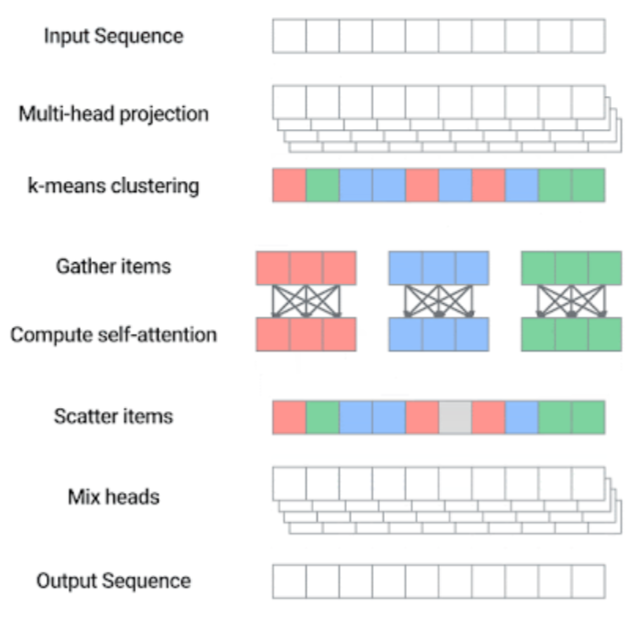 Input Sequence
Multi-head projection
k-means clustering
Gather items
Compute self-attention
Scatter items
Mix heads
Output Sequence